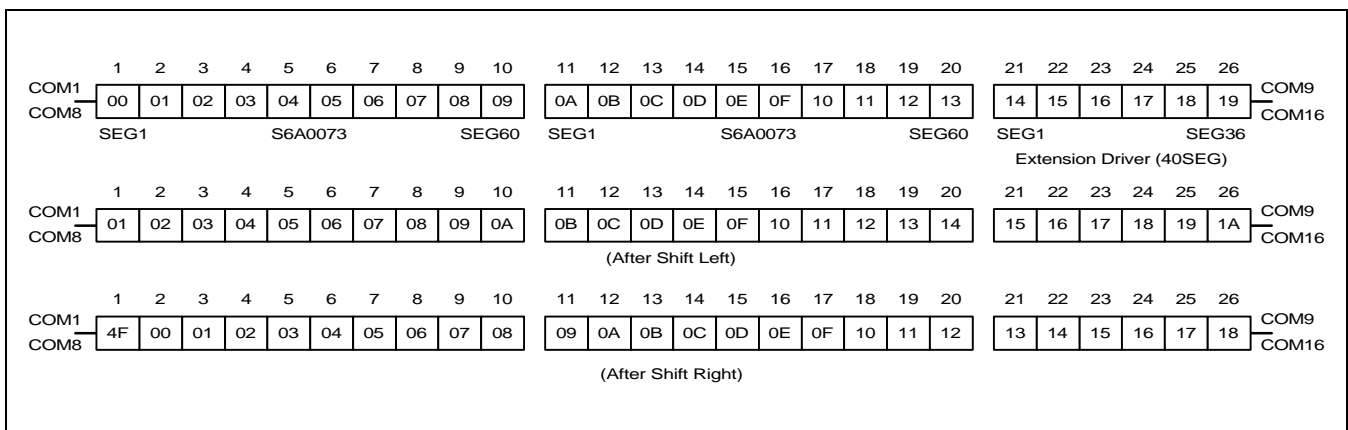 1 2 3 4 5 6 7 8 9 10 11 12 13 14 15 16 17 18 19 20 21 22 23 24 25 26
COM1 COM9
00 01 02 03 04 05 06 07 08 09 0A 0B 0C 0D 0E 0F 10 11 12 13 14 15 16 17 18 19
COM8 COM16
SEG1 S6A0073 SEG60 SEG1 S6A0073 SEG60 SEG1 SEG36
Extension Driver (40SEG)
1 2 3 4 5 6 7 8 9 10 11 12 13 14 15 16 17 18 19 20 21 22 23 24 25 26
COM1 COM9
01 02 03 04 05 06 07 08 09 0A 0B 0C 0D 0E 0F 10 11 12 13 14 15 16 17 18 19 1A
COM8 COM16
(After Shift Left)
1 2 3 4 5 6 7 8 9 10 11 12 13 14 15 16 17 18 19 20 21 22 23 24 25 26
COM1 COM9
4F 00 01 02 03 04 05 06 07 08 09 0A 0B 0C 0D 0E 0F 10 11 12 13 14 15 16 17 18
COM8 COM16
(After Shift Right)